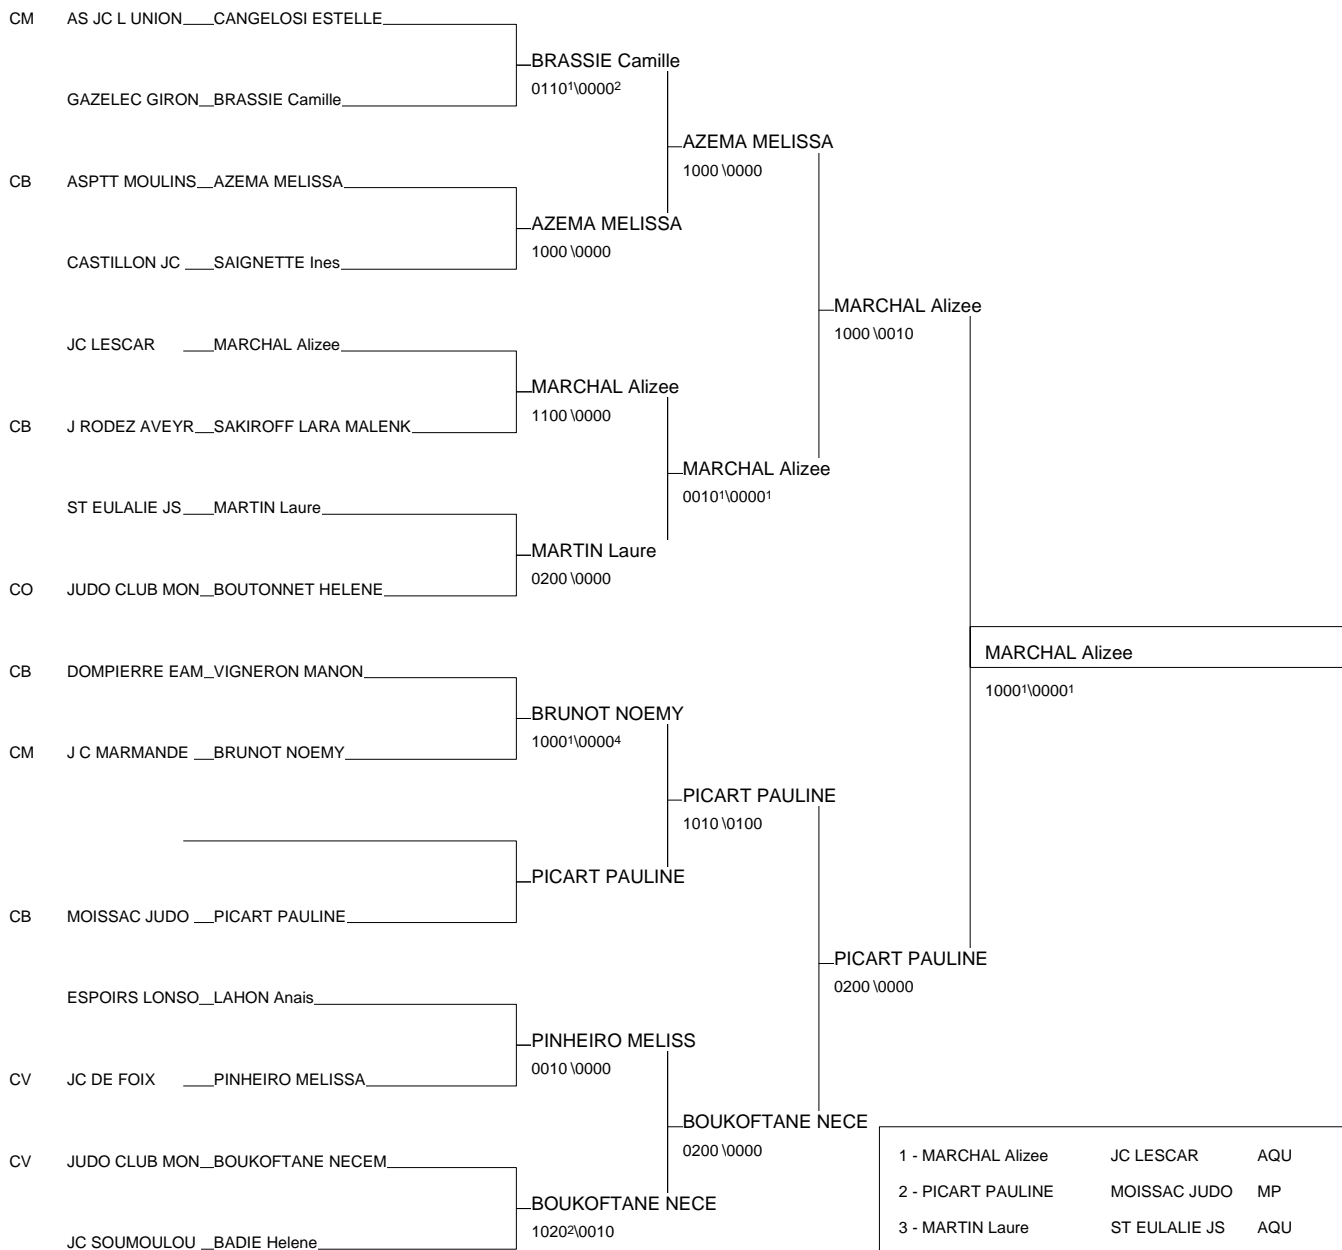 CM AS JC L UNION CANGELOSI ESTELLE
BRASSIE Camille
0110¹\0000²
GAZELEC GIRON BRASSIE Camille
AZEMA MELISSA
1000 \0000
CB ASPTT MOULINS AZEMA MELISSA
AZEMA MELISSA
1000 \0000
CASTILLON JC SAIGNETTE Ines
MARCHAL Alizee
1000 \0010
JC LESCAR MARCHAL Alizee
MARCHAL Alizee
1100 \0000
CB J RODEZ AVEYR SAKIROFF LARA MALENK
MARCHAL Alizee
0010¹\0000¹
ST EULALIE JS MARTIN Laure
MARTIN Laure
0200 \0000
CO JUDO CLUB MON BOUTONNET HELENE
MARCHAL Alizee
1000¹\0000¹
CB DOMPIERRE EAM VIGNERON MANON
BRUNOT NOEMY
1000¹\0000⁴
CM J C MARMANDE BRUNOT NOEMY
PICART PAULINE
1010 \0100
PICART PAULINE
CB MOISSAC JUDO PICART PAULINE
PICART PAULINE
0200 \0000
ESPOIRS LONSO LAHON Anais
PINHEIRO MELISS
0010 \0000
CV JC DE FOIX PINHEIRO MELISSA
BOUKOFTANE NECE
0200 \0000
CV JUDO CLUB MON BOUKOFTANE NECEM
BOUKOFTANE NECE
1020²\0010
JC SOUMOULOU BADIE Helene
1 - MARCHAL Alizee JC LESCAR AQU
2 - PICART PAULINE MOISSAC JUDO MP
3 - MARTIN Laure ST EULALIE JS AQU